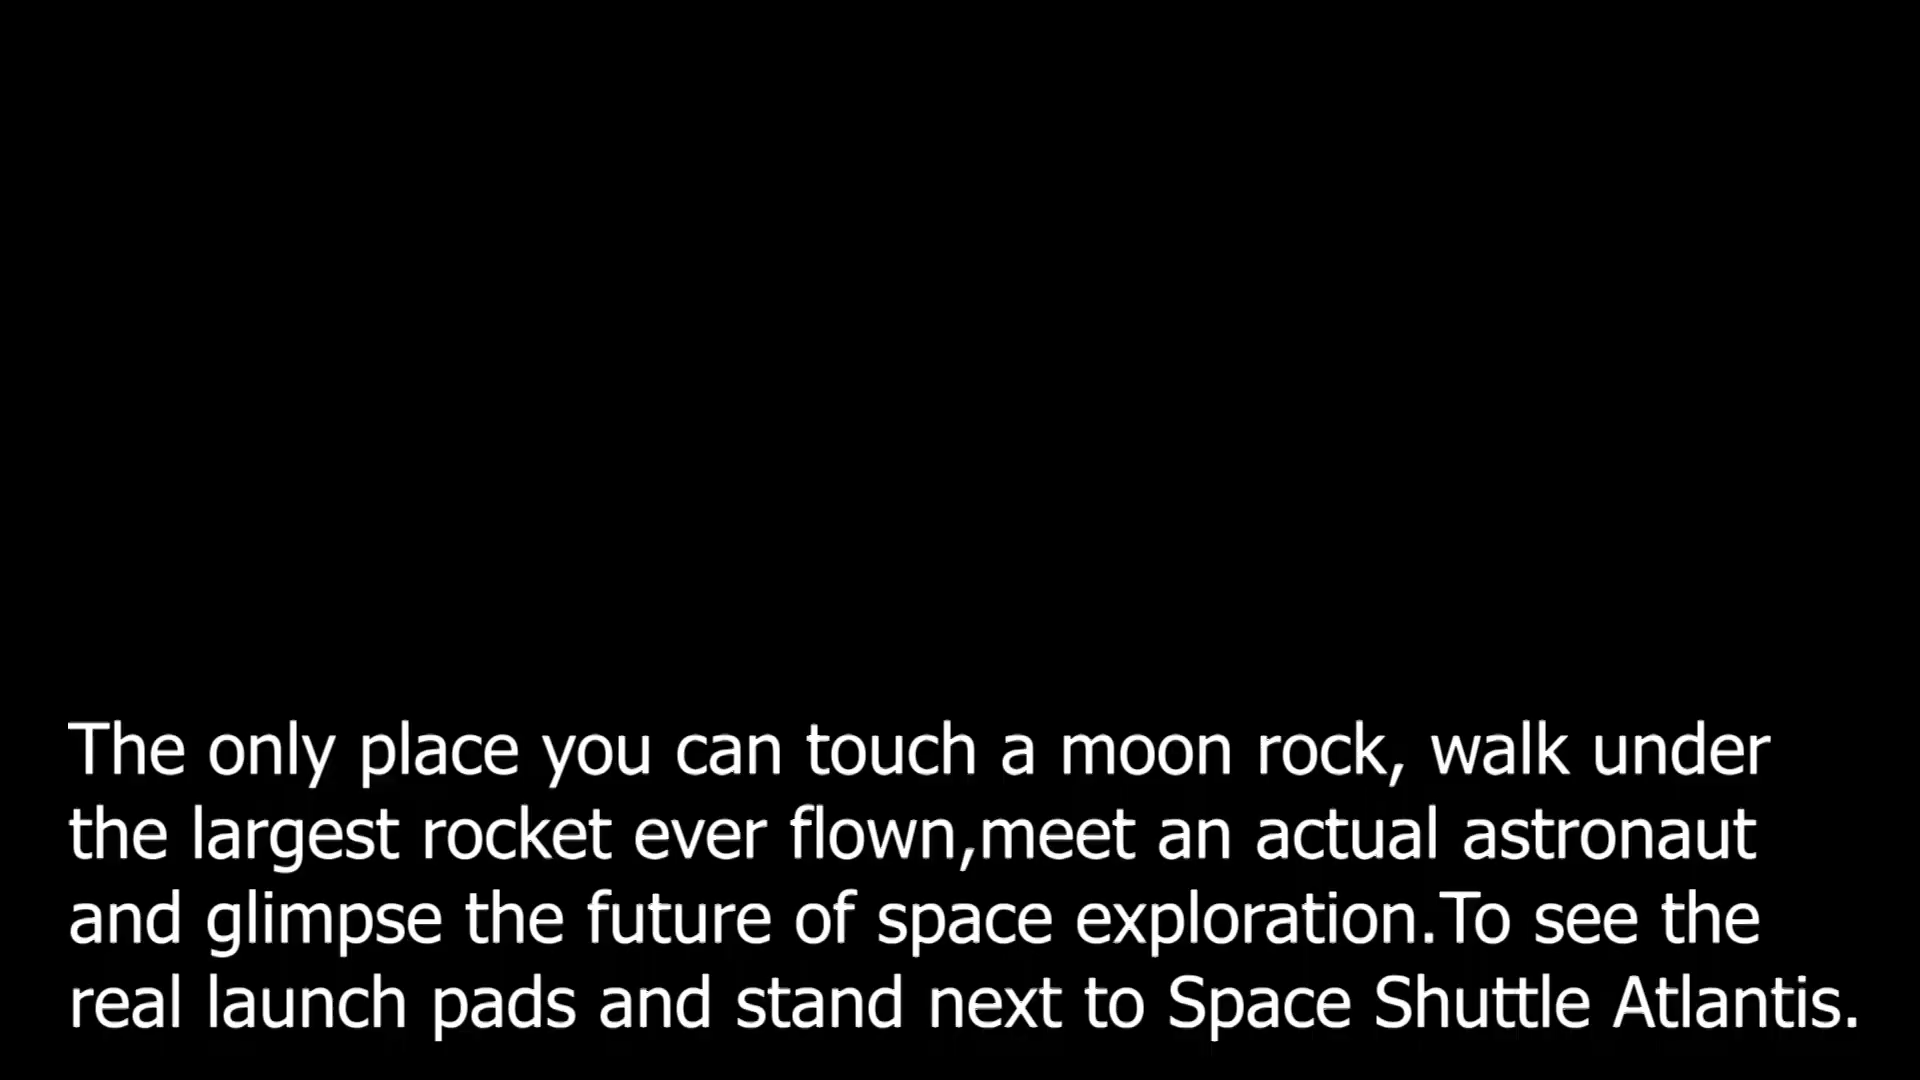 The only place you can touch a moon rock, walk under
the largest rocket ever flown,meet an actual astronaut
and glimpse the future of space exploration.To see the
real launch pads and stand next to Space Shuttle Atlantis.